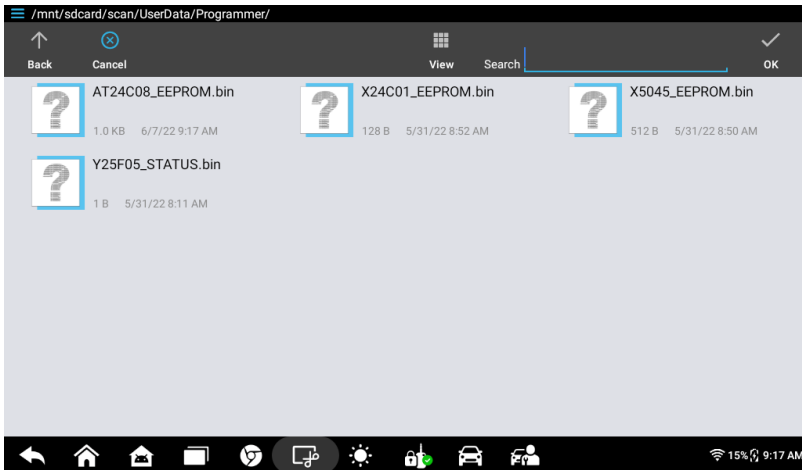 /mnt/sdcard/scan/UserData/Programmer/
Back Cancel View Search OK
AT24C08_EEPROM.bin
1.0 KB 6/7/22 9:17 AM
X24C01_EEPROM.bin
128 B 5/31/22 8:52 AM
X5045_EEPROM.bin
512 B 5/31/22 8:50 AM
Y25F05_STATUS.bin
1 B 5/31/22 8:11 AM
15% 9:17 AM